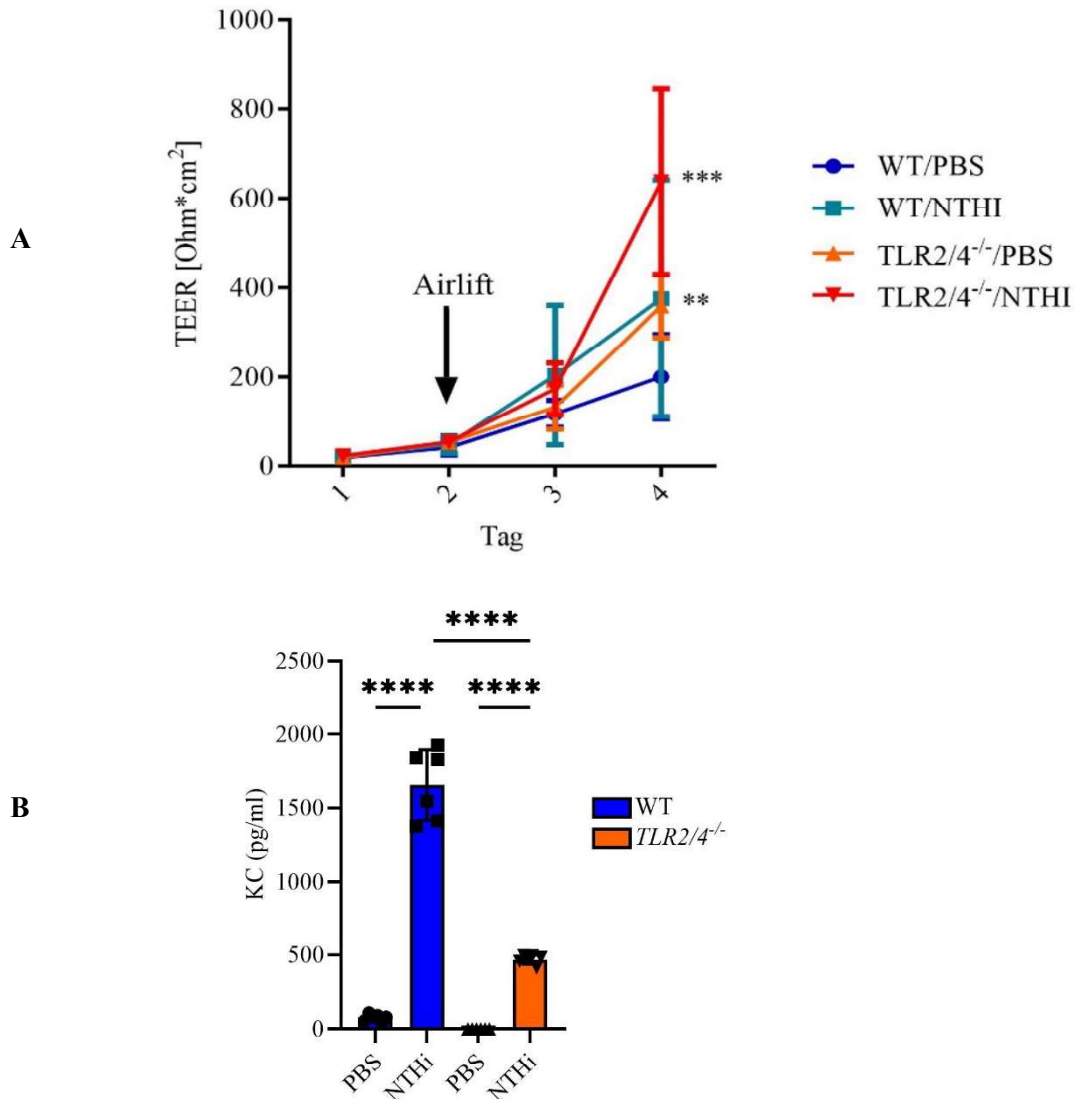 A
TEER [Ohm*cm²]
1000
800
600
400
200
0
Airlift
***
**
1
2
3
4
Tag
WT/PBS
WT/NTHI
TLR2/4⁻/⁻/PBS
TLR2/4⁻/⁻/NTHI
B
KC (pg/ml)
2500
2000
1500
1000
500
0
****
**** ****
PBS
NTHi
PBS
NTHi
WT
TLR2/4⁻/⁻